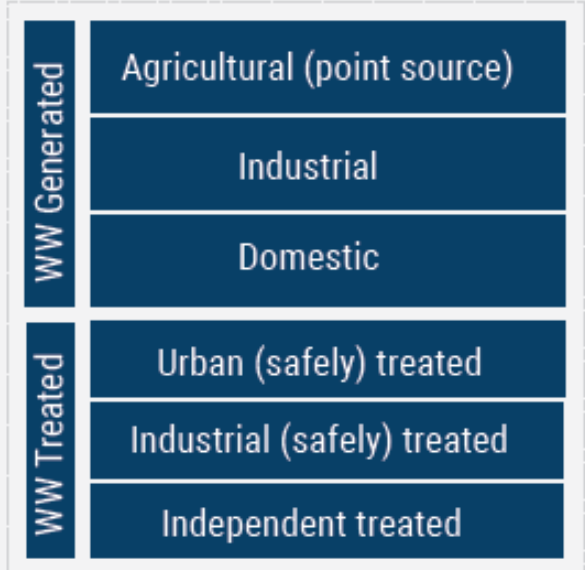 WW Generated
Agricultural (point source)
Industrial
Domestic
WW Treated
Urban (safely) treated
Industrial (safely) treated
Independent treated